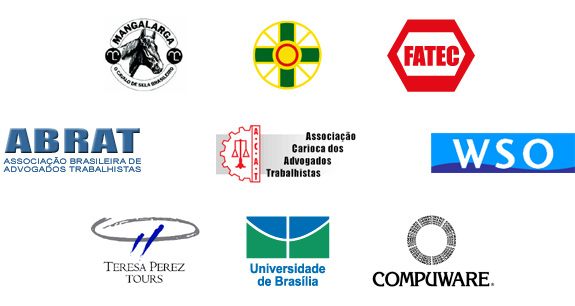 MANGALARGA
O CAVALO DE SELA BRASILEIRO
FATEC
ABRAT
ASSOCIAÇÃO BRASILEIRA DE
ADVOGADOS TRABALHISTAS
A.C.A.T
Associação
Carioca dos
Advogados
Trabalhistas
WSO
TERESA PEREZ
TOURS
Universidade
de Brasília
COMPUWARE®